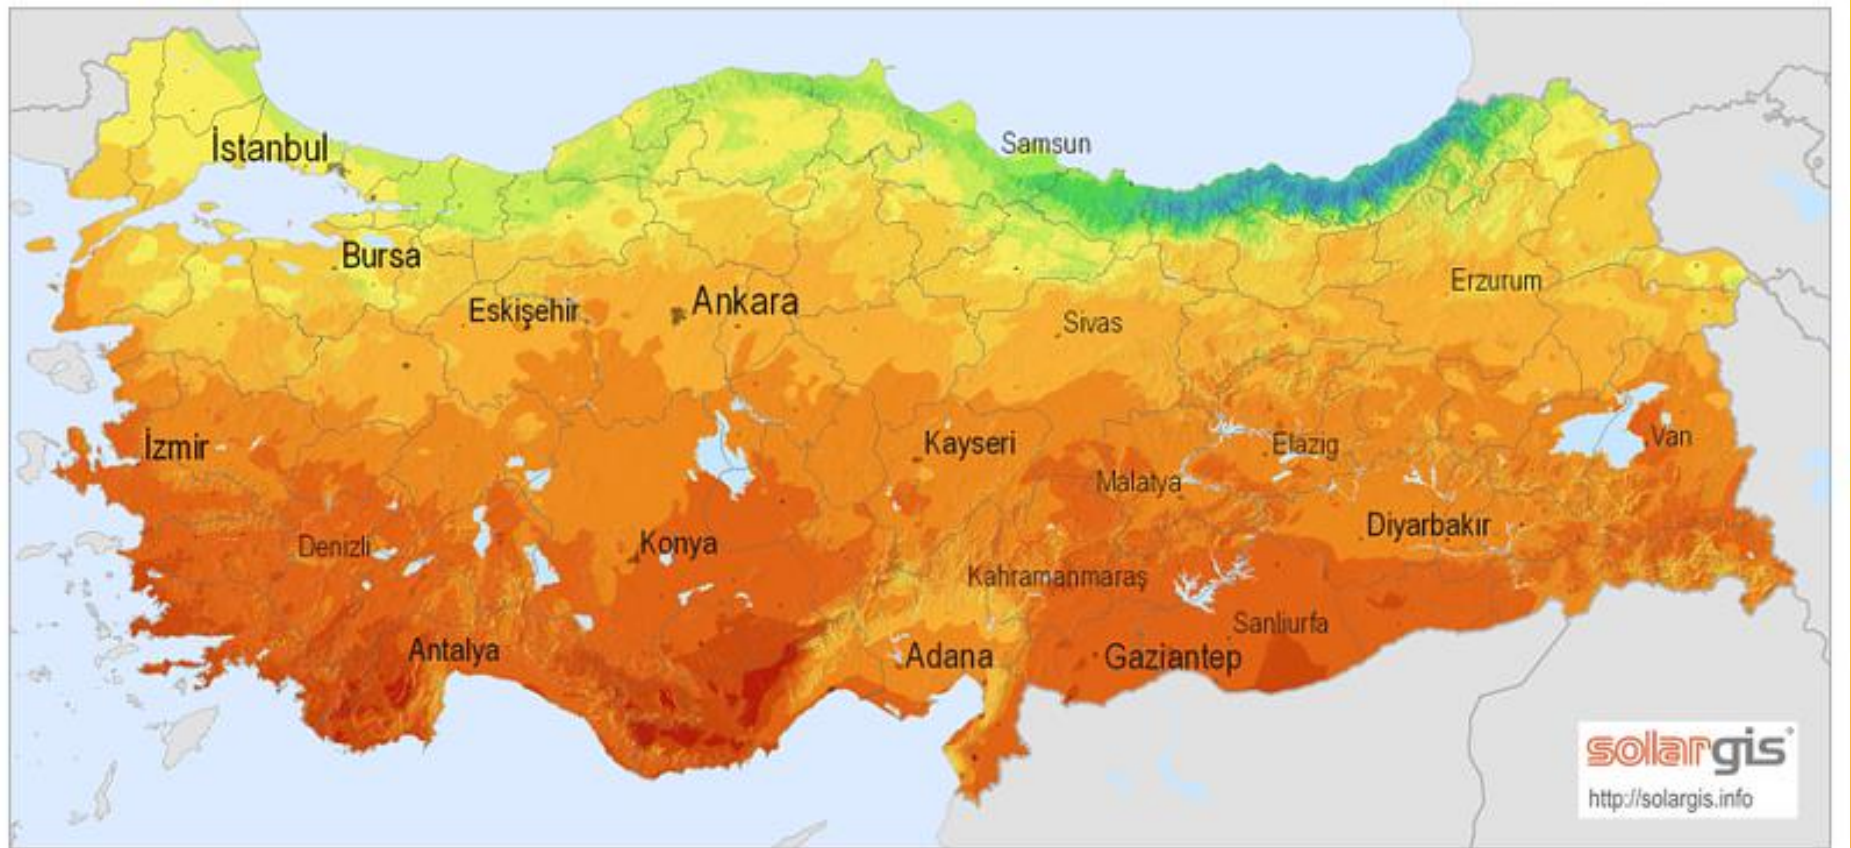 İstanbul
Samsun
Bursa
Erzurum
Eskişehir
Ankara
Sivas
İzmir
Kayseri
Elazig
Van
Malatya
Diyarbakır
Denizli
Konya
Kahramanmaraş
Sanliurfa
Antalya
Adana
Gaziantep
solargis
http://solargis.info